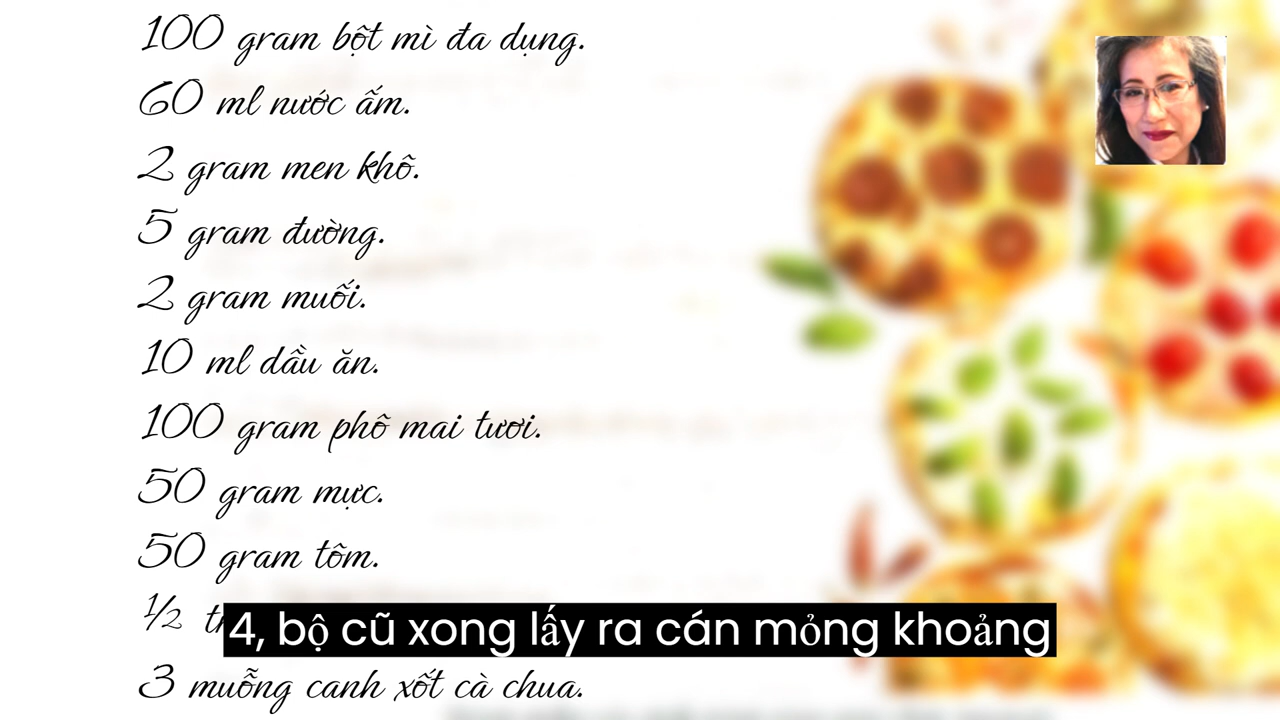 100 gram bột mì đa dụng.
60 ml nước ấm.
2 gram men khô.
5 gram đường.
2 gram muối.
10 ml dầu ăn.
100 gram phô mai tươi.
50 gram mực.
50 gram tôm.
½
4, bộ cũ xong lấy ra cán mỏng khoảng
3 muỗng canh xốt cà chua.